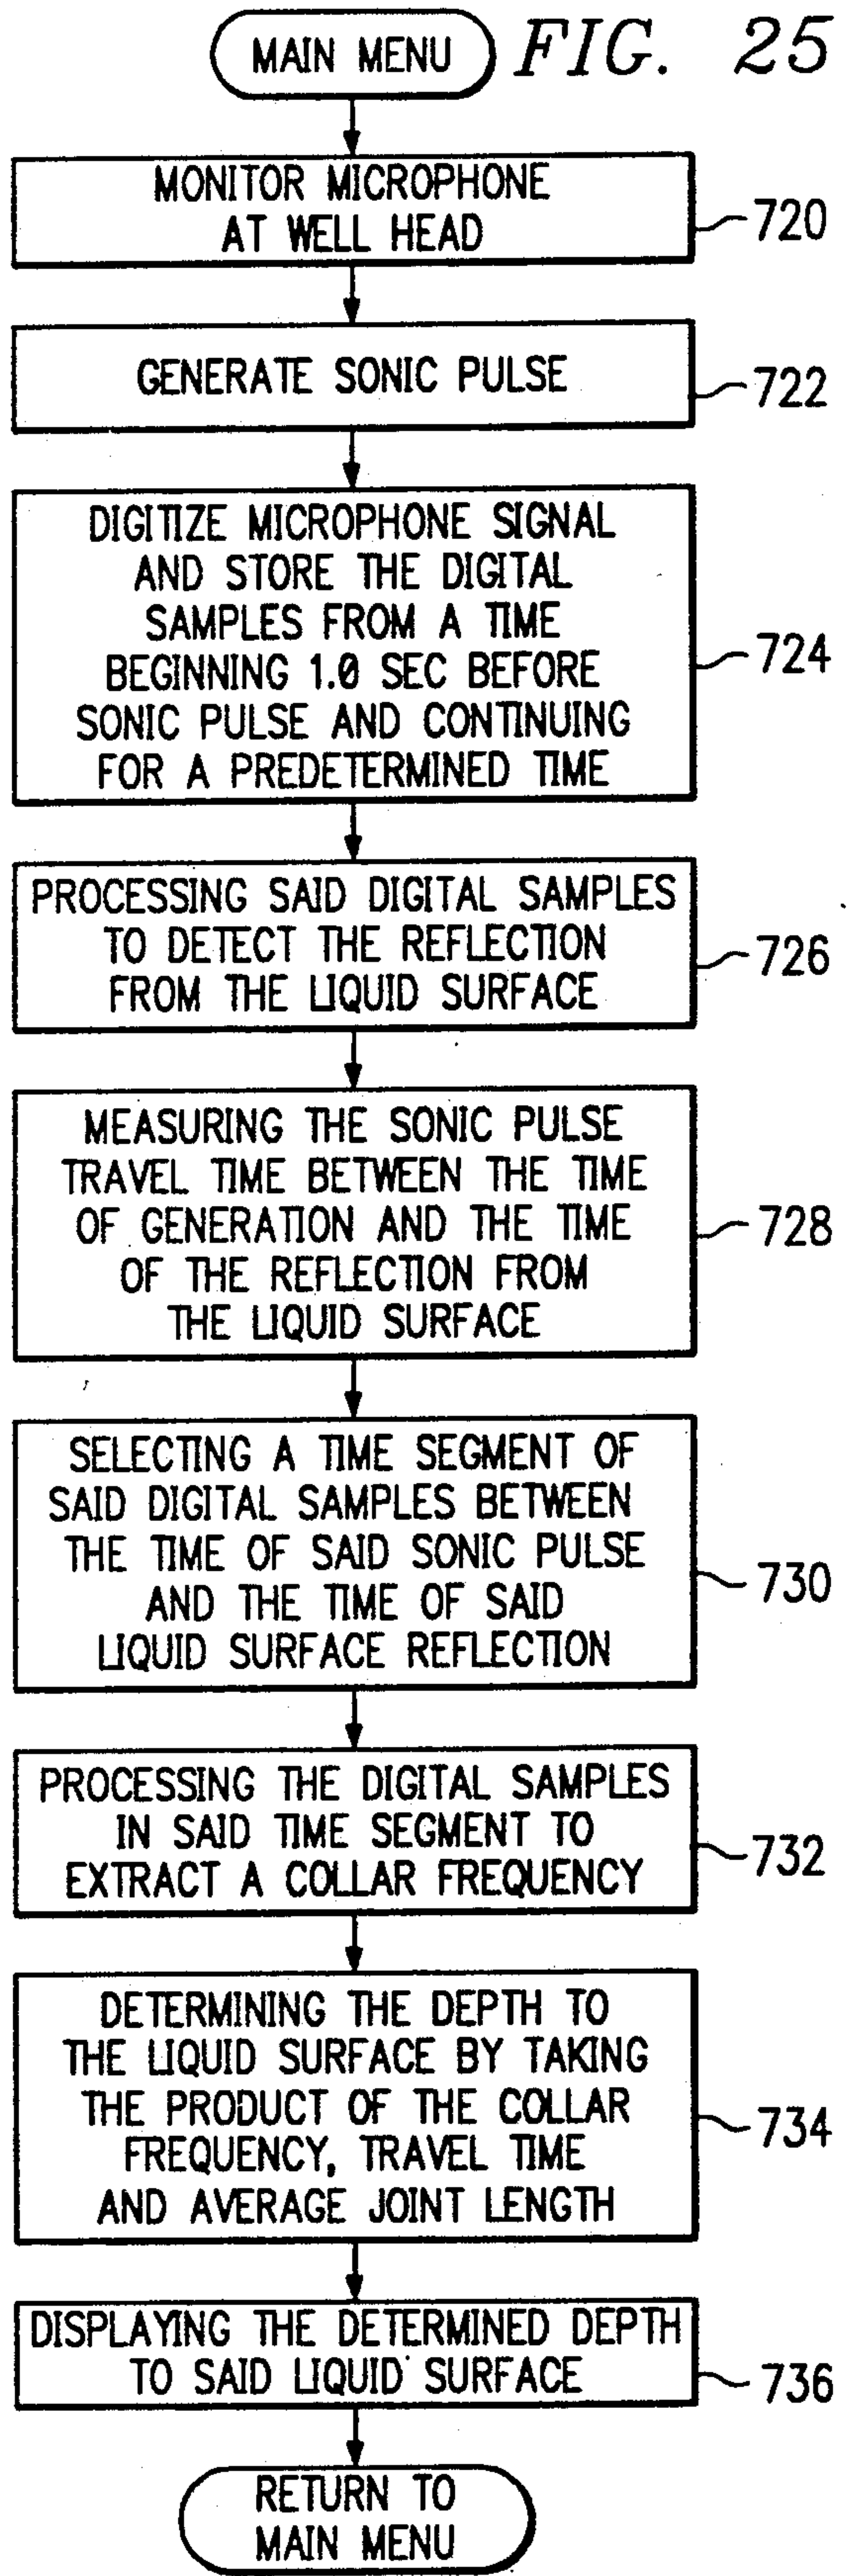 MAIN MENU FIG. 25
MONITOR MICROPHONE
AT WELL HEAD
720
GENERATE SONIC PULSE
722
DIGITIZE MICROPHONE SIGNAL
AND STORE THE DIGITAL
SAMPLES FROM A TIME
BEGINNING 1.0 SEC BEFORE
SONIC PULSE AND CONTINUING
FOR A PREDETERMINED TIME
724
PROCESSING SAID DIGITAL SAMPLES
TO DETECT THE REFLECTION
FROM THE LIQUID SURFACE
726
MEASURING THE SONIC PULSE
TRAVEL TIME BETWEEN THE TIME
OF GENERATION AND THE TIME
OF THE REFLECTION FROM
THE LIQUID SURFACE
728
SELECTING A TIME SEGMENT OF
SAID DIGITAL SAMPLES BETWEEN
THE TIME OF SAID SONIC PULSE
AND THE TIME OF SAID
LIQUID SURFACE REFLECTION
730
PROCESSING THE DIGITAL SAMPLES
IN SAID TIME SEGMENT TO
EXTRACT A COLLAR FREQUENCY
732
DETERMINING THE DEPTH TO
THE LIQUID SURFACE BY TAKING
THE PRODUCT OF THE COLLAR
FREQUENCY, TRAVEL TIME
AND AVERAGE JOINT LENGTH
734
DISPLAYING THE DETERMINED DEPTH
TO SAID LIQUID SURFACE
736
RETURN TO
MAIN MENU